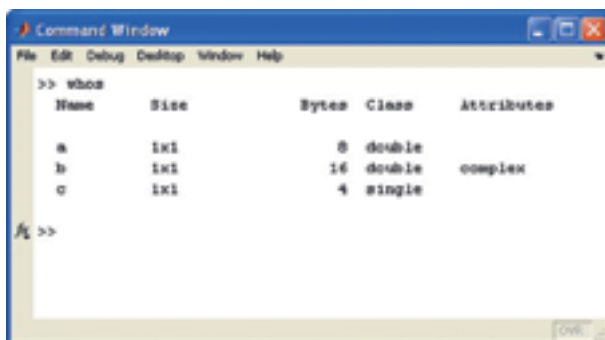 Command Window
File Edit Debug Desktop Window Help
>> whos
Name Size Bytes Class Attributes
a 1x1 8 double
b 1x1 16 double complex
c 1x1 4 single
fx >>
OVR